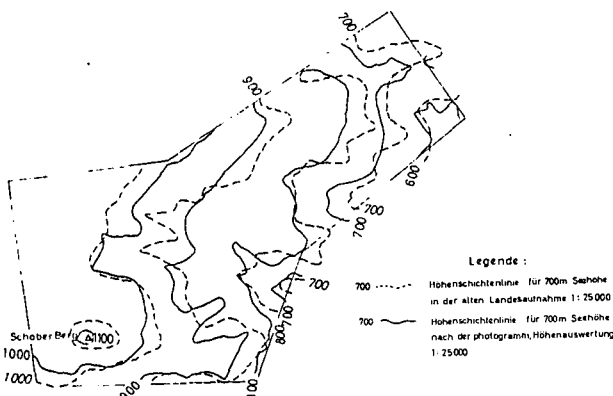 700
900
600
700
700
700
Legende :
700 Höhenschichtenlinie für 700m Seehöhe
in der alten Landesaufnahme 1:25000
700 Höhenschichtenlinie für 700m Seehöhe
nach der photogramm, Höhenauswertung
1:25000
Schober Berg 1100
1000
1000
800
700